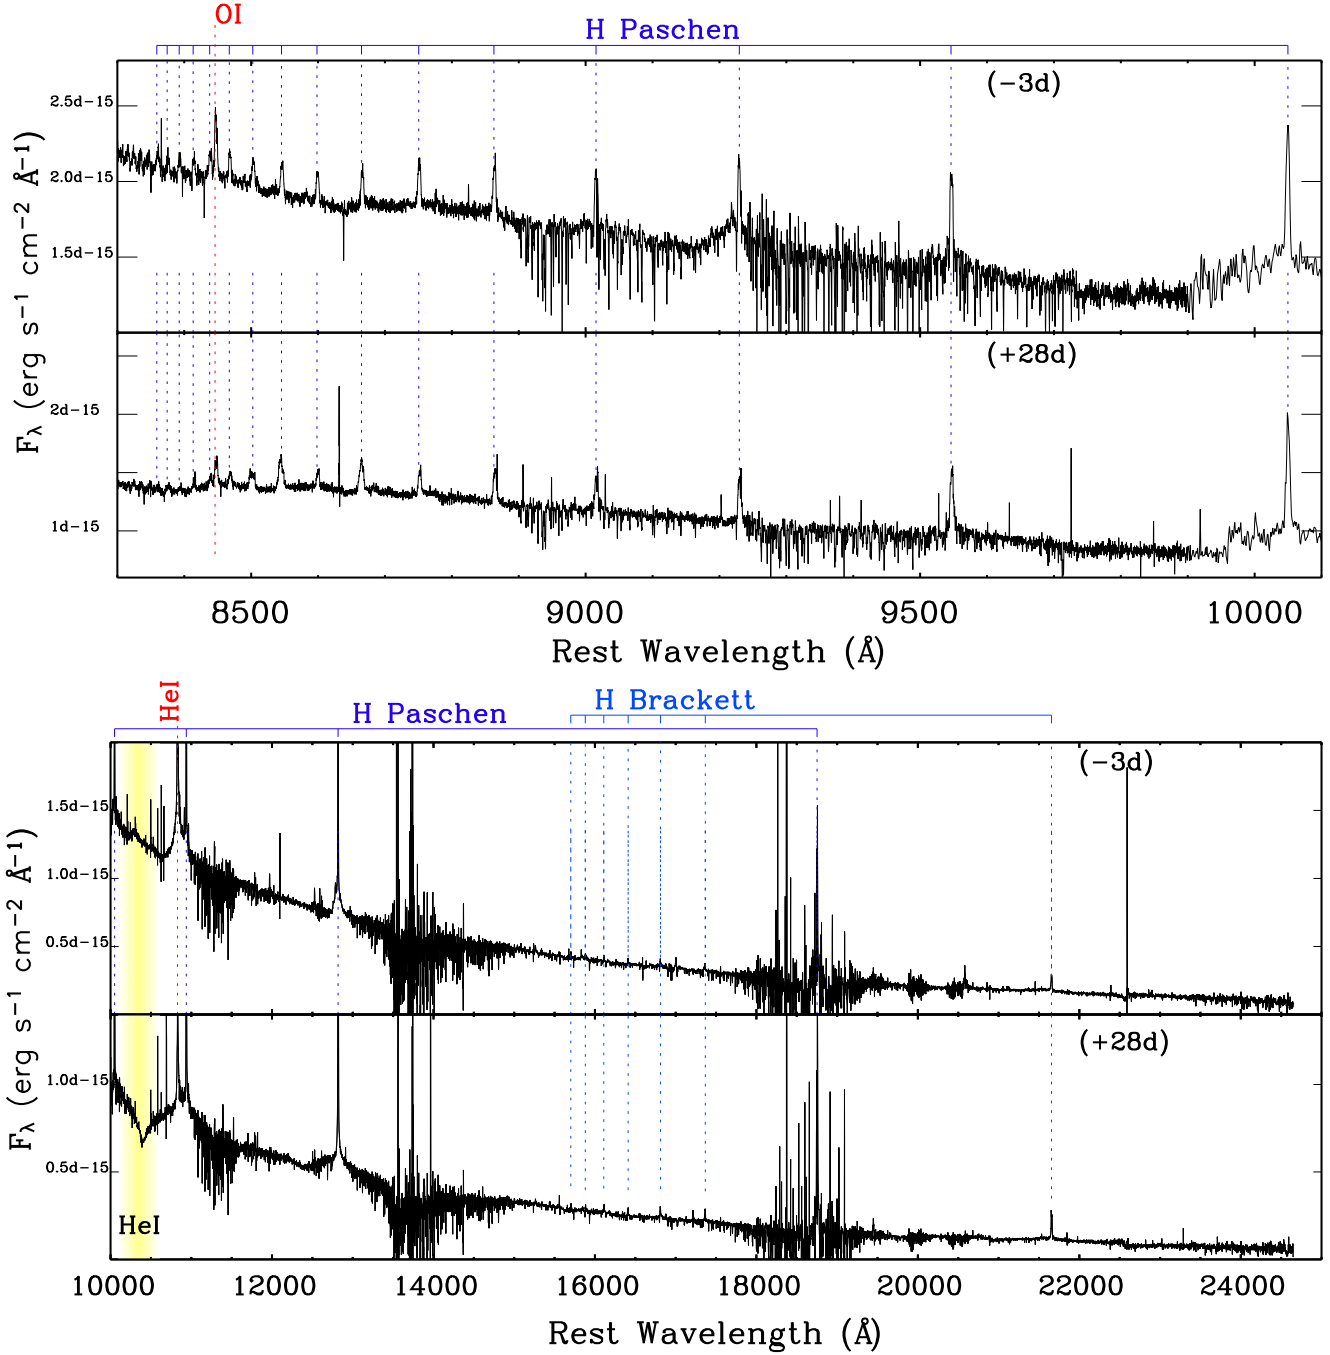 OI
H Paschen
(−3d)
2.5d−15
2.0d−15
1.5d−15
(+28d)
2d−15
1d−15
Fλ (erg s⁻¹ cm⁻² Å⁻¹)
8500 9000 9500 10000
Rest Wavelength (Å)
HeI
H Paschen
H Brackett
(−3d)
1.5d−15
1.0d−15
0.5d−15
(+28d)
1.0d−15
0.5d−15
HeI
Fλ (erg s⁻¹ cm⁻² Å⁻¹)
10000 12000 14000 16000 18000 20000 22000 24000
Rest Wavelength (Å)